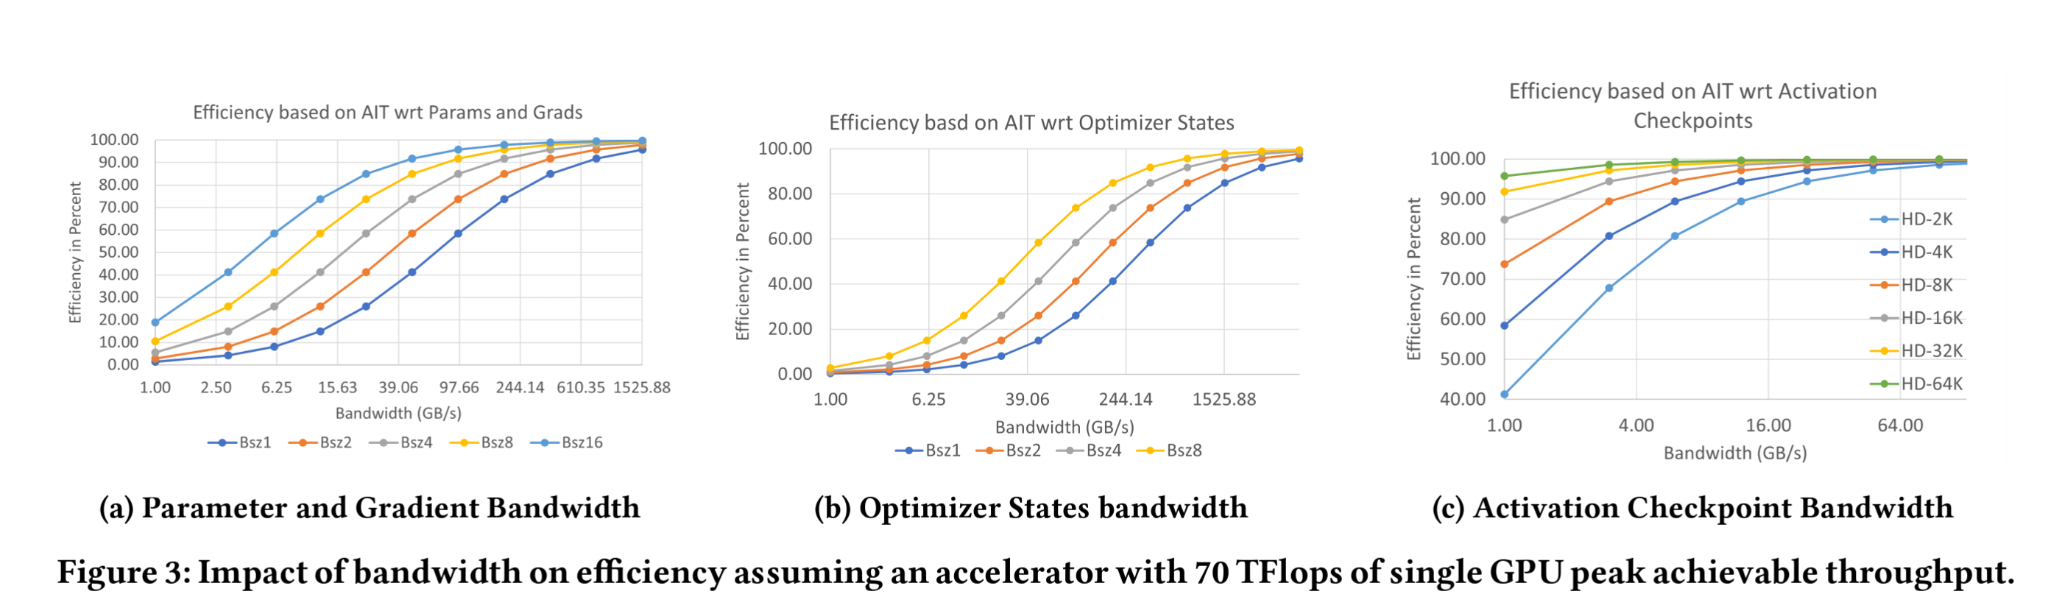 Efficiency based on AIT wrt Params and Grads
100.00
90.00
80.00
70.00
60.00
50.00
40.00
30.00
20.00
10.00
0.00
Efficiency in Percent
1.00 2.50 6.25 15.63 39.06 97.66 244.14 610.35 1525.88
Bandwidth (GB/s)
Bsz1 Bsz2 Bsz4 Bsz8 Bsz16
(a) Parameter and Gradient Bandwidth
Efficiency basd on AIT wrt Optimizer States
100.00
80.00
60.00
40.00
20.00
0.00
Efficiency in Percent
1.00 6.25 39.06 244.14 1525.88
Bandwidth (GB/s)
Bsz1 Bsz2 Bsz4 Bsz8
(b) Optimizer States bandwidth
Efficiency based on AIT wrt Activation
Checkpoints
100.00
90.00
80.00
70.00
60.00
50.00
40.00
Efficiency in Percent
HD-2K
HD-4K
HD-8K
HD-16K
HD-32K
HD-64K
1.00 4.00 16.00 64.00
Bandwidth (GB/s)
(c) Activation Checkpoint Bandwidth
Figure 3: Impact of bandwidth on efficiency assuming an accelerator with 70 TFlops of single GPU peak achievable throughput.